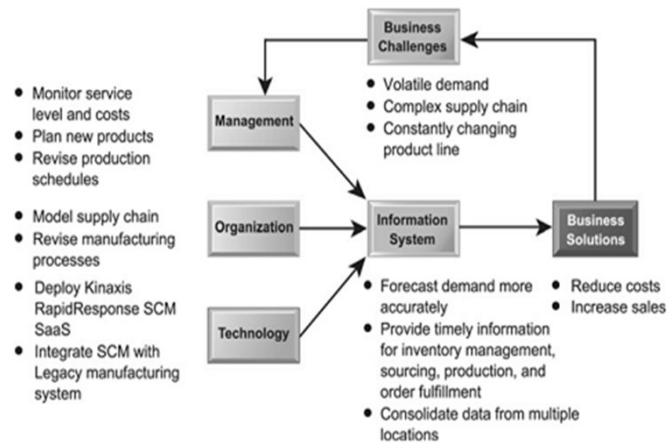 Business
Challenges
● Volatile demand
● Complex supply chain
● Constantly changing
product line
● Monitor service
level and costs
● Plan new products
● Revise production
schedules
Management
● Model supply chain
● Revise manufacturing
processes
Organization
● Deploy Kinaxis
RapidResponse SCM
SaaS
● Integrate SCM with
Legacy manufacturing
system
Technology
Information
System
● Forecast demand more
accurately
● Provide timely information
for inventory management,
sourcing, production, and
order fulfillment
● Consolidate data from multiple
locations
Business
Solutions
● Reduce costs
● Increase sales